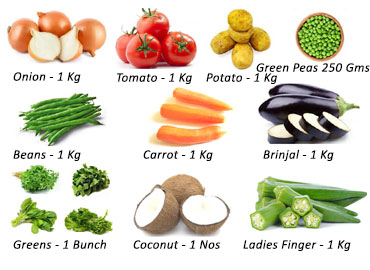 Onion - 1 Kg
Tomato - 1 Kg
Potato - 1 Kg
Green Peas 250 Gms
Beans - 1 Kg
Carrot - 1 Kg
Brinjal - 1 Kg
Greens - 1 Bunch
Coconut - 1 Nos
Ladies Finger - 1 Kg